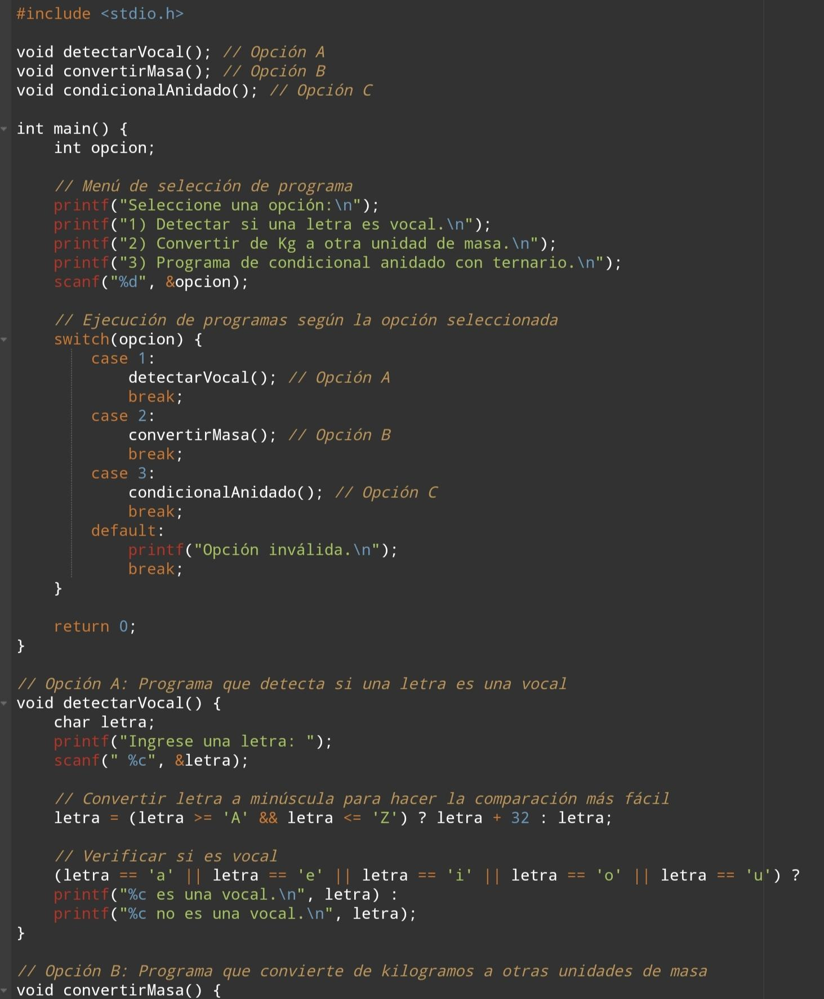 #include <stdio.h>
void detectarVocal(); // Opción A
void convertirMasa(); // Opción B
void condicionalAnidado(); // Opción C
int main() {
int opcion;
// Menú de selección de programa
printf("Seleccione una opción:\n");
printf("1) Detectar si una letra es vocal.\n");
printf("2) Convertir de Kg a otra unidad de masa.\n");
printf("3) Programa de condicional anidado con ternario.\n");
scanf("%d", &opcion);
// Ejecución de programas según la opción seleccionada
switch(opcion) {
case 1:
detectarVocal(); // Opción A
break;
case 2:
convertirMasa(); // Opción B
break;
case 3:
condicionalAnidado(); // Opción C
break;
default:
printf("Opción inválida.\n");
break;
}
return 0;
}
// Opción A: Programa que detecta si una letra es una vocal
void detectarVocal() {
char letra;
printf("Ingrese una letra: ");
scanf(" %c", &letra);
// Convertir letra a minúscula para hacer la comparación más fácil
letra = (letra >= 'A' && letra <= 'Z') ? letra + 32 : letra;
// Verificar si es vocal
(letra == 'a' || letra == 'e' || letra == 'i' || letra == 'o' || letra == 'u') ?
printf("%c es una vocal.\n", letra) :
printf("%c no es una vocal.\n", letra);
}
// Opción B: Programa que convierte de kilogramos a otras unidades de masa
void convertirMasa() {